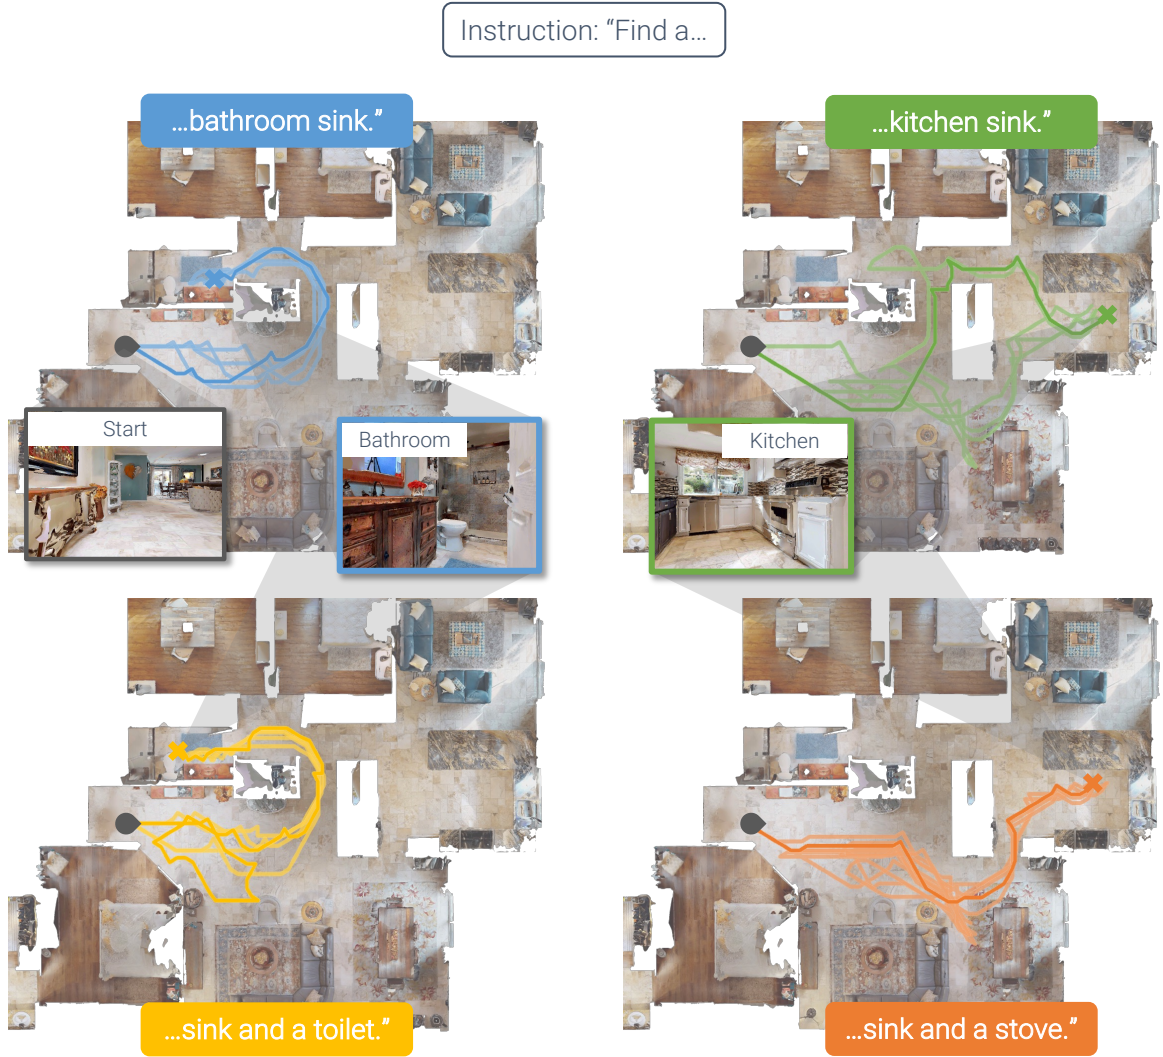 Instruction: “Find a...
...bathroom sink.”
...kitchen sink.”
Start
Bathroom
Kitchen
...sink and a toilet.”
...sink and a stove.”